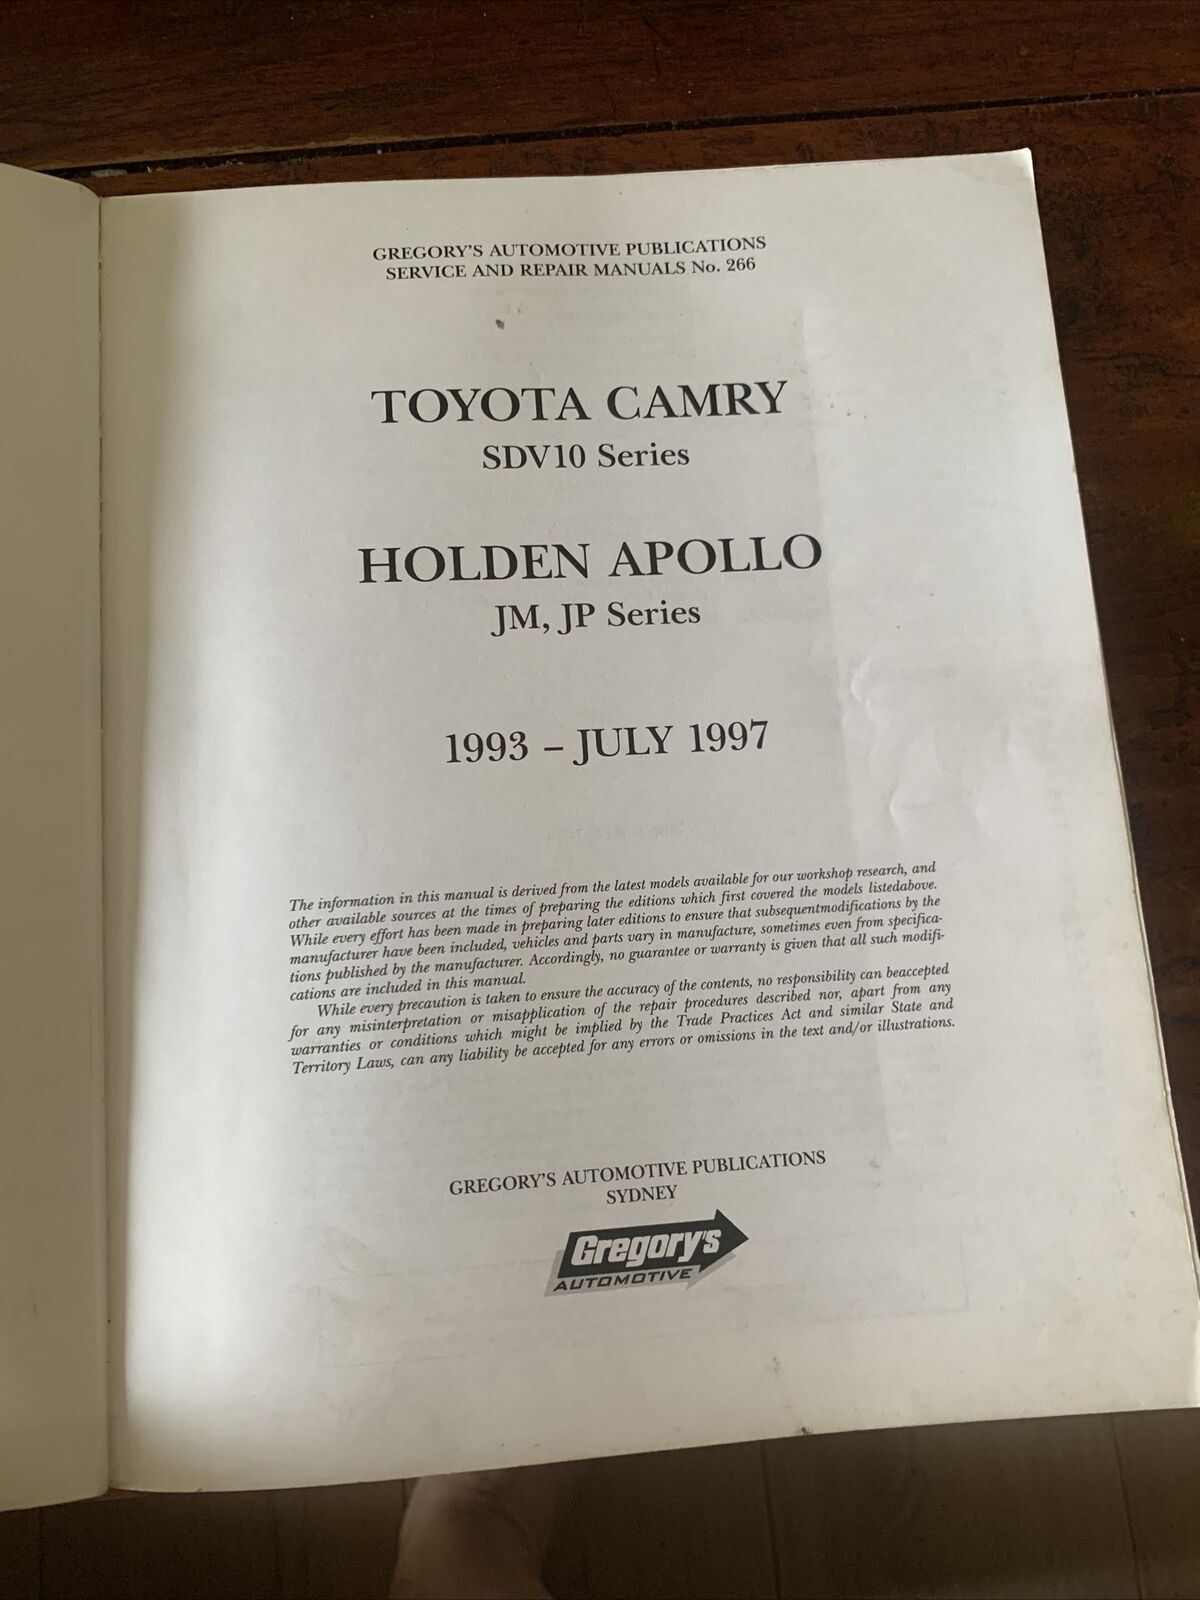 GREGORY'S AUTOMOTIVE PUBLICATIONS
SERVICE AND REPAIR MANUALS No. 266
TOYOTA CAMRY
SDV10 Series
HOLDEN APOLLO
JM, JP Series
1993 – JULY 1997
The information in this manual is derived from the latest models available for our workshop research, and
other available sources at the times of preparing the editions which first covered the models listedabove.
While every effort has been made in preparing later editions to ensure that subsequentmodifications by the
manufacturer have been included, vehicles and parts vary in manufacture, sometimes even from specifica-
tions published by the manufacturer. Accordingly, no guarantee or warranty is given that all such modifi-
cations are included in this manual.
While every precaution is taken to ensure the accuracy of the contents, no responsibility can beaccepted
for any misinterpretation or misapplication of the repair procedures described nor, apart from any
warranties or conditions which might be implied by the Trade Practices Act and similar State and
Territory Laws, can any liability be accepted for any errors or omissions in the text and/or illustrations.
GREGORY'S AUTOMOTIVE PUBLICATIONS
SYDNEY
Gregory's
AUTOMOTIVE